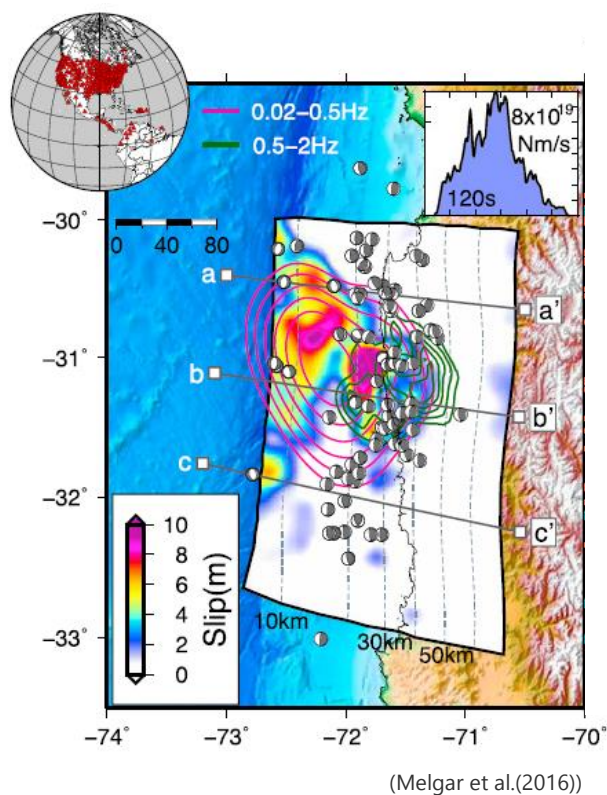 0.02–0.5Hz
0.5–2Hz
8x10¹⁹
Nm/s
120s
−30°
0 40 80
a
a'
−31°
b
b'
c
−32°
c'
10
8
6
4
2
0
Slip(m)
10km
30km
50km
−33°
−74° −73° −72° −71° −70°
(Melgar et al.(2016))